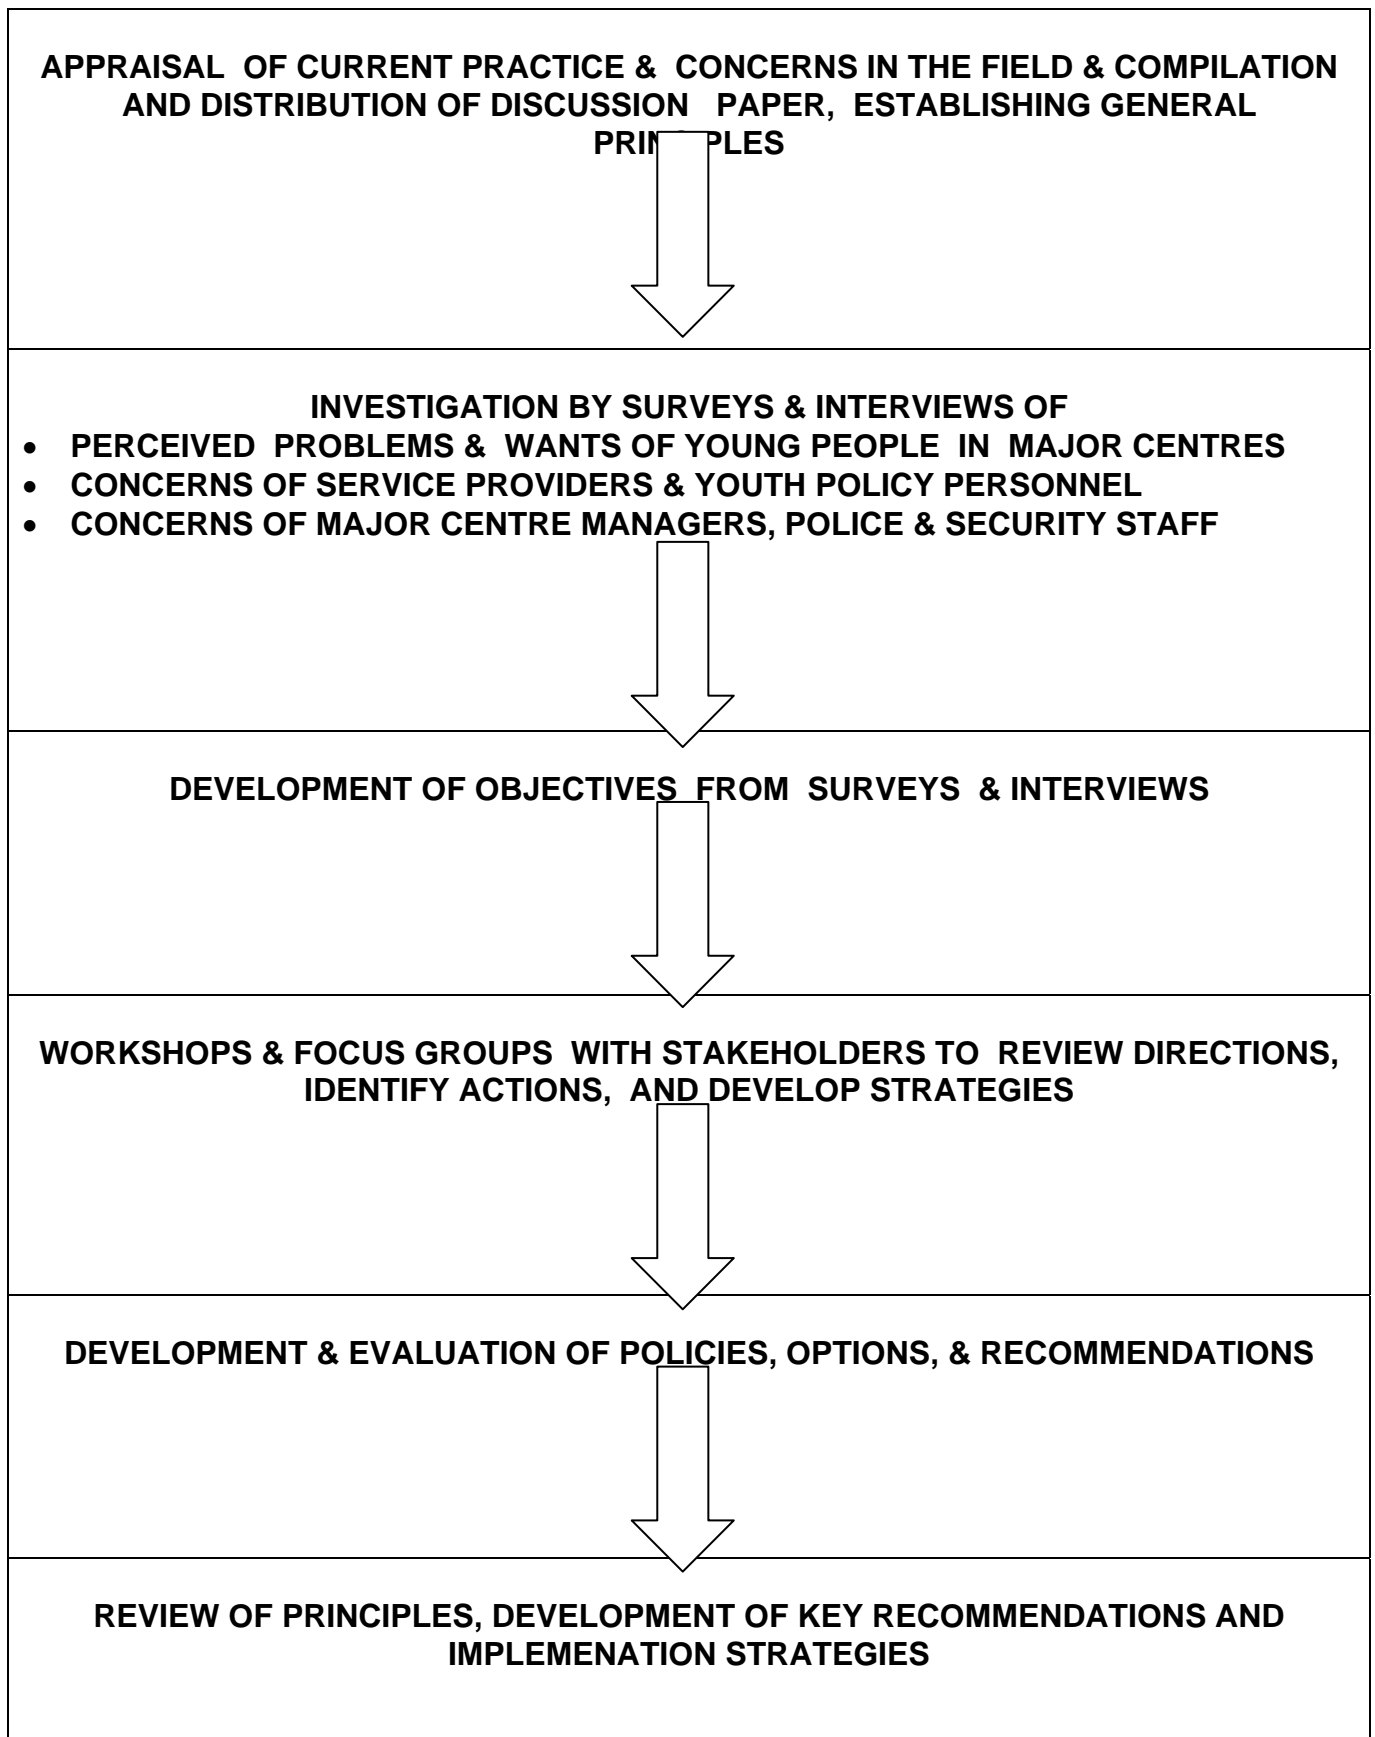 APPRAISAL OF CURRENT PRACTICE & CONCERNS IN THE FIELD & COMPILATION
AND DISTRIBUTION OF DISCUSSION PAPER, ESTABLISHING GENERAL
PRINCIPLES
INVESTIGATION BY SURVEYS & INTERVIEWS OF
• PERCEIVED PROBLEMS & WANTS OF YOUNG PEOPLE IN MAJOR CENTRES
• CONCERNS OF SERVICE PROVIDERS & YOUTH POLICY PERSONNEL
• CONCERNS OF MAJOR CENTRE MANAGERS, POLICE & SECURITY STAFF
DEVELOPMENT OF OBJECTIVES FROM SURVEYS & INTERVIEWS
WORKSHOPS & FOCUS GROUPS WITH STAKEHOLDERS TO REVIEW DIRECTIONS,
IDENTIFY ACTIONS, AND DEVELOP STRATEGIES
DEVELOPMENT & EVALUATION OF POLICIES, OPTIONS, & RECOMMENDATIONS
REVIEW OF PRINCIPLES, DEVELOPMENT OF KEY RECOMMENDATIONS AND
IMPLEMENATION STRATEGIES